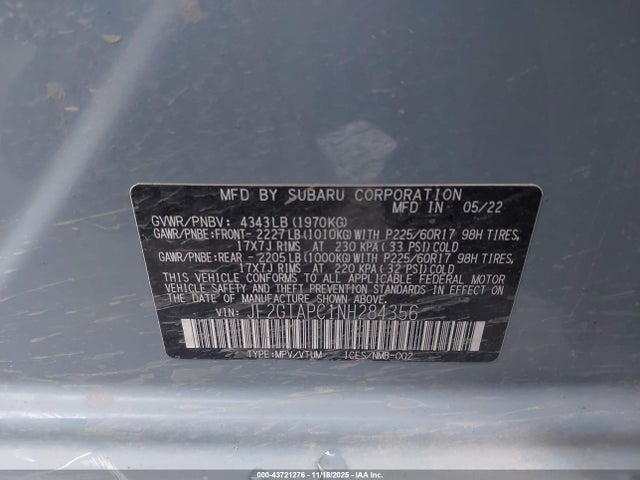 MFD BY SUBARU CORPORATION
MFD IN 05/22
GVWR/PNBV: 4343LB(1970KG)
GAWR/PNBE:FRONT- 2227LB(1010KG)WITH P225/60R17 98H TIRES,
17X7J RIMS AT 230 KPA(33 PSI)COLD
GAWR/PNBE:REAR - 2205LB(1000KG)WITH P225/60R17 98H TIRES,
17X7J RIMS AT 220 KPA(32 PSI)COLD
THIS VEHICLE CONFORMS TO ALL APPLICABLE FEDERAL MOTOR
VEHICLE SAFETY, BUMPER, AND THEFT PREVENTION STANDARDS
IN EFFECT ON THE DATE OF MANUFACTURE SHOWN ABOVE.
VIN: JF2GTAPC1NH284356
TYPE:MPV/VTUM ICES/NMB-002
000-43721276 - 11/18/2025 - IAAC